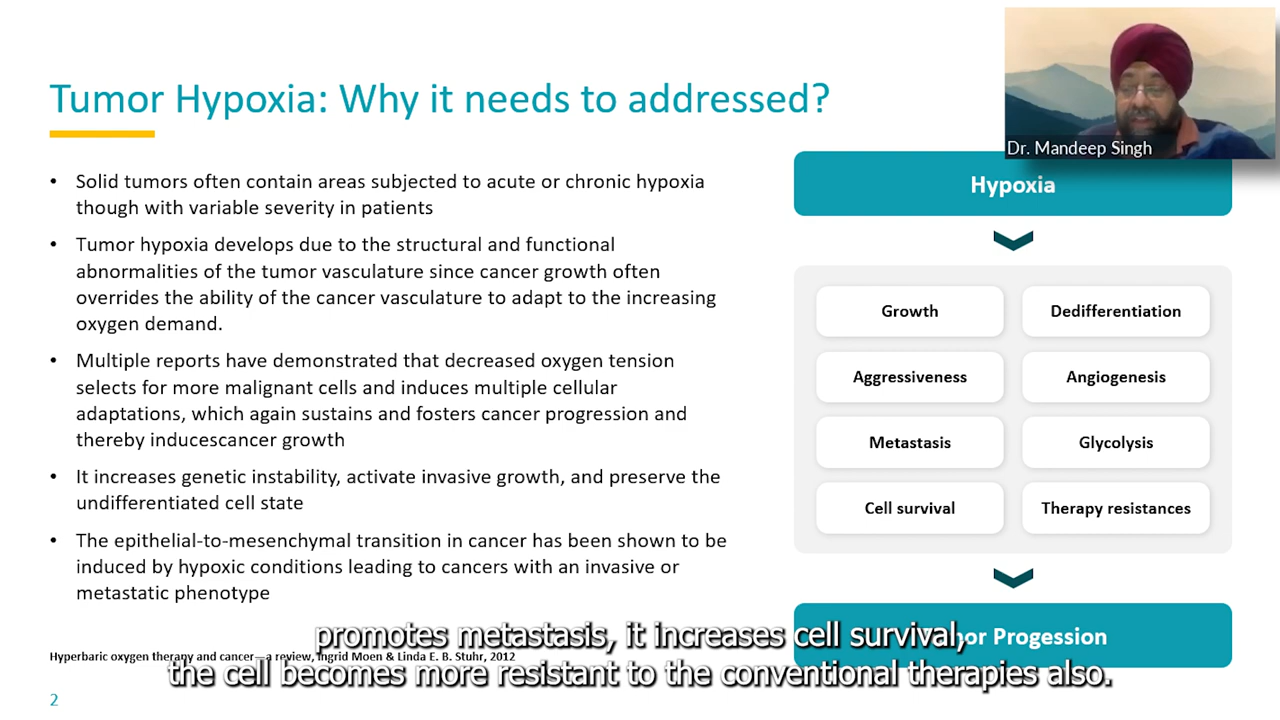 Tumor Hypoxia: Why it needs to addressed?
Dr. Mandeep Singh
• Solid tumors often contain areas subjected to acute or chronic hypoxia
though with variable severity in patients
• Tumor hypoxia develops due to the structural and functional
abnormalities of the tumor vasculature since cancer growth often
overrides the ability of the cancer vasculature to adapt to the increasing
oxygen demand.
• Multiple reports have demonstrated that decreased oxygen tension
selects for more malignant cells and induces multiple cellular
adaptations, which again sustains and fosters cancer progression and
thereby inducescancer growth
• It increases genetic instability, activate invasive growth, and preserve the
undifferentiated cell state
• The epithelial-to-mesenchymal transition in cancer has been shown to be
induced by hypoxic conditions leading to cancers with an invasive or
metastatic phenotype
Hypoxia
Growth
Dedifferentiation
Aggressiveness
Angiogenesis
Metastasis
Glycolysis
Cell survival
Therapy resistances
Progession
Hyperbaric oxygen therapy and cancer—a review, Ingrid Moen & Linda E. B. Stuhr, 2012
promotes metastasis, it increases cell survival,
the cell becomes more resistant to the conventional therapies also.
2